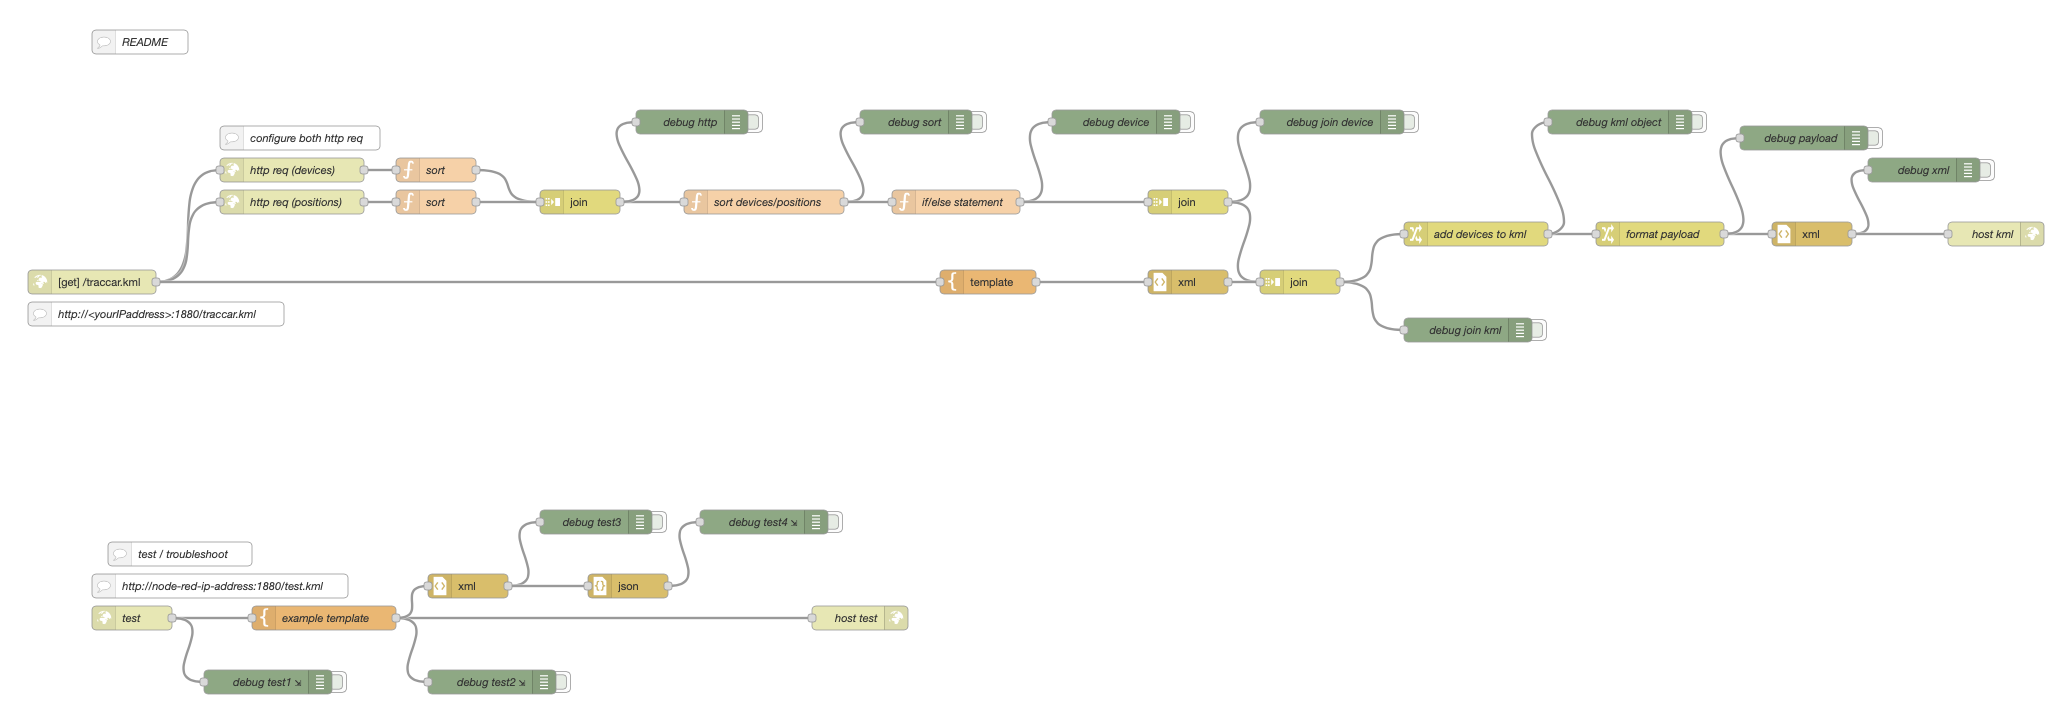 README
debug http
debug sort
debug device
debug join device
debug kml object
debug payload
configure both http req
http req (devices)
sort
debug xml
http req (positions)
sort
join
sort devices/positions
if/else statement
join
add devices to kml
format payload
xml
host kml
[get] /traccar.kml
template
xml
join
http://<yourIPaddress>:1880/traccar.kml
debug join kml
debug test3
debug test4
test / troubleshoot
http://node-red-ip-address:1880/test.kml
xml
json
test
example template
host test
debug test1
debug test2